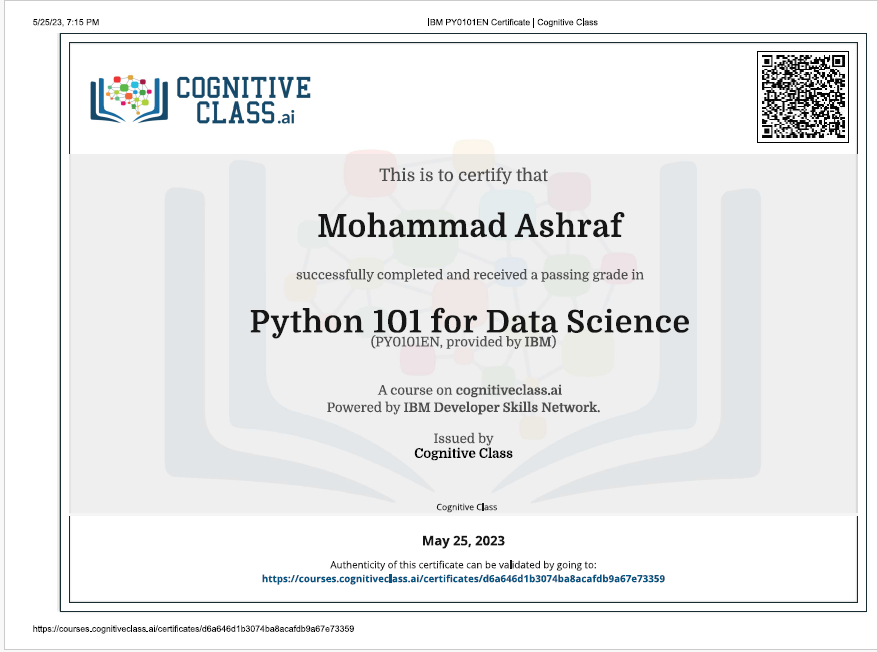 5/25/23, 7:15 PM
IBM PY0101EN Certificate | Cognitive Class
COGNITIVE
CLASS.ai
This is to certify that
Mohammad Ashraf
successfully completed and received a passing grade in
Python 101 for Data Science
(PY0101EN, provided by IBM)
A course on cognitiveclass.ai
Powered by IBM Developer Skills Network.
Issued by
Cognitive Class
Cognitive Class
May 25, 2023
Authenticity of this certificate can be validated by going to:
https://courses.cognitiveclass.ai/certificates/d6a646d1b3074ba8acafdb9a67e73359
https://courses.cognitiveclass.ai/certificates/d6a646d1b3074ba8acafdb9a67e73359